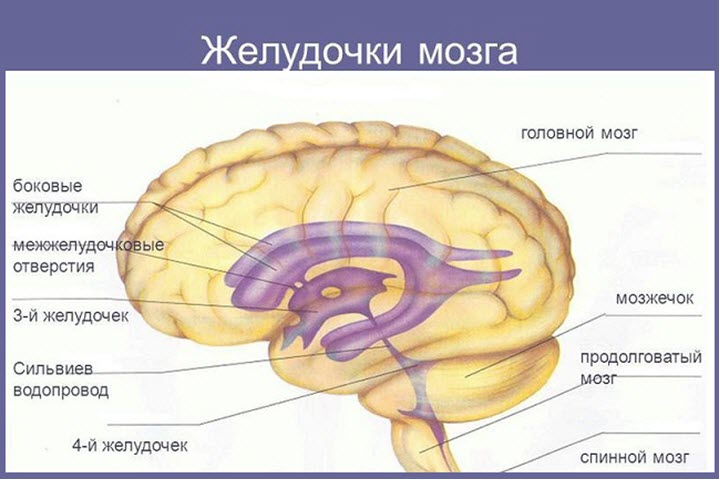 Желудочки мозга
головной мозг
боковые
желудочки
межжелудочковые
отверстия
мозжечок
3-й желудочек
продолговатый
мозг
Сильвиев
водопровод
4-й желудочек
спинной мозг